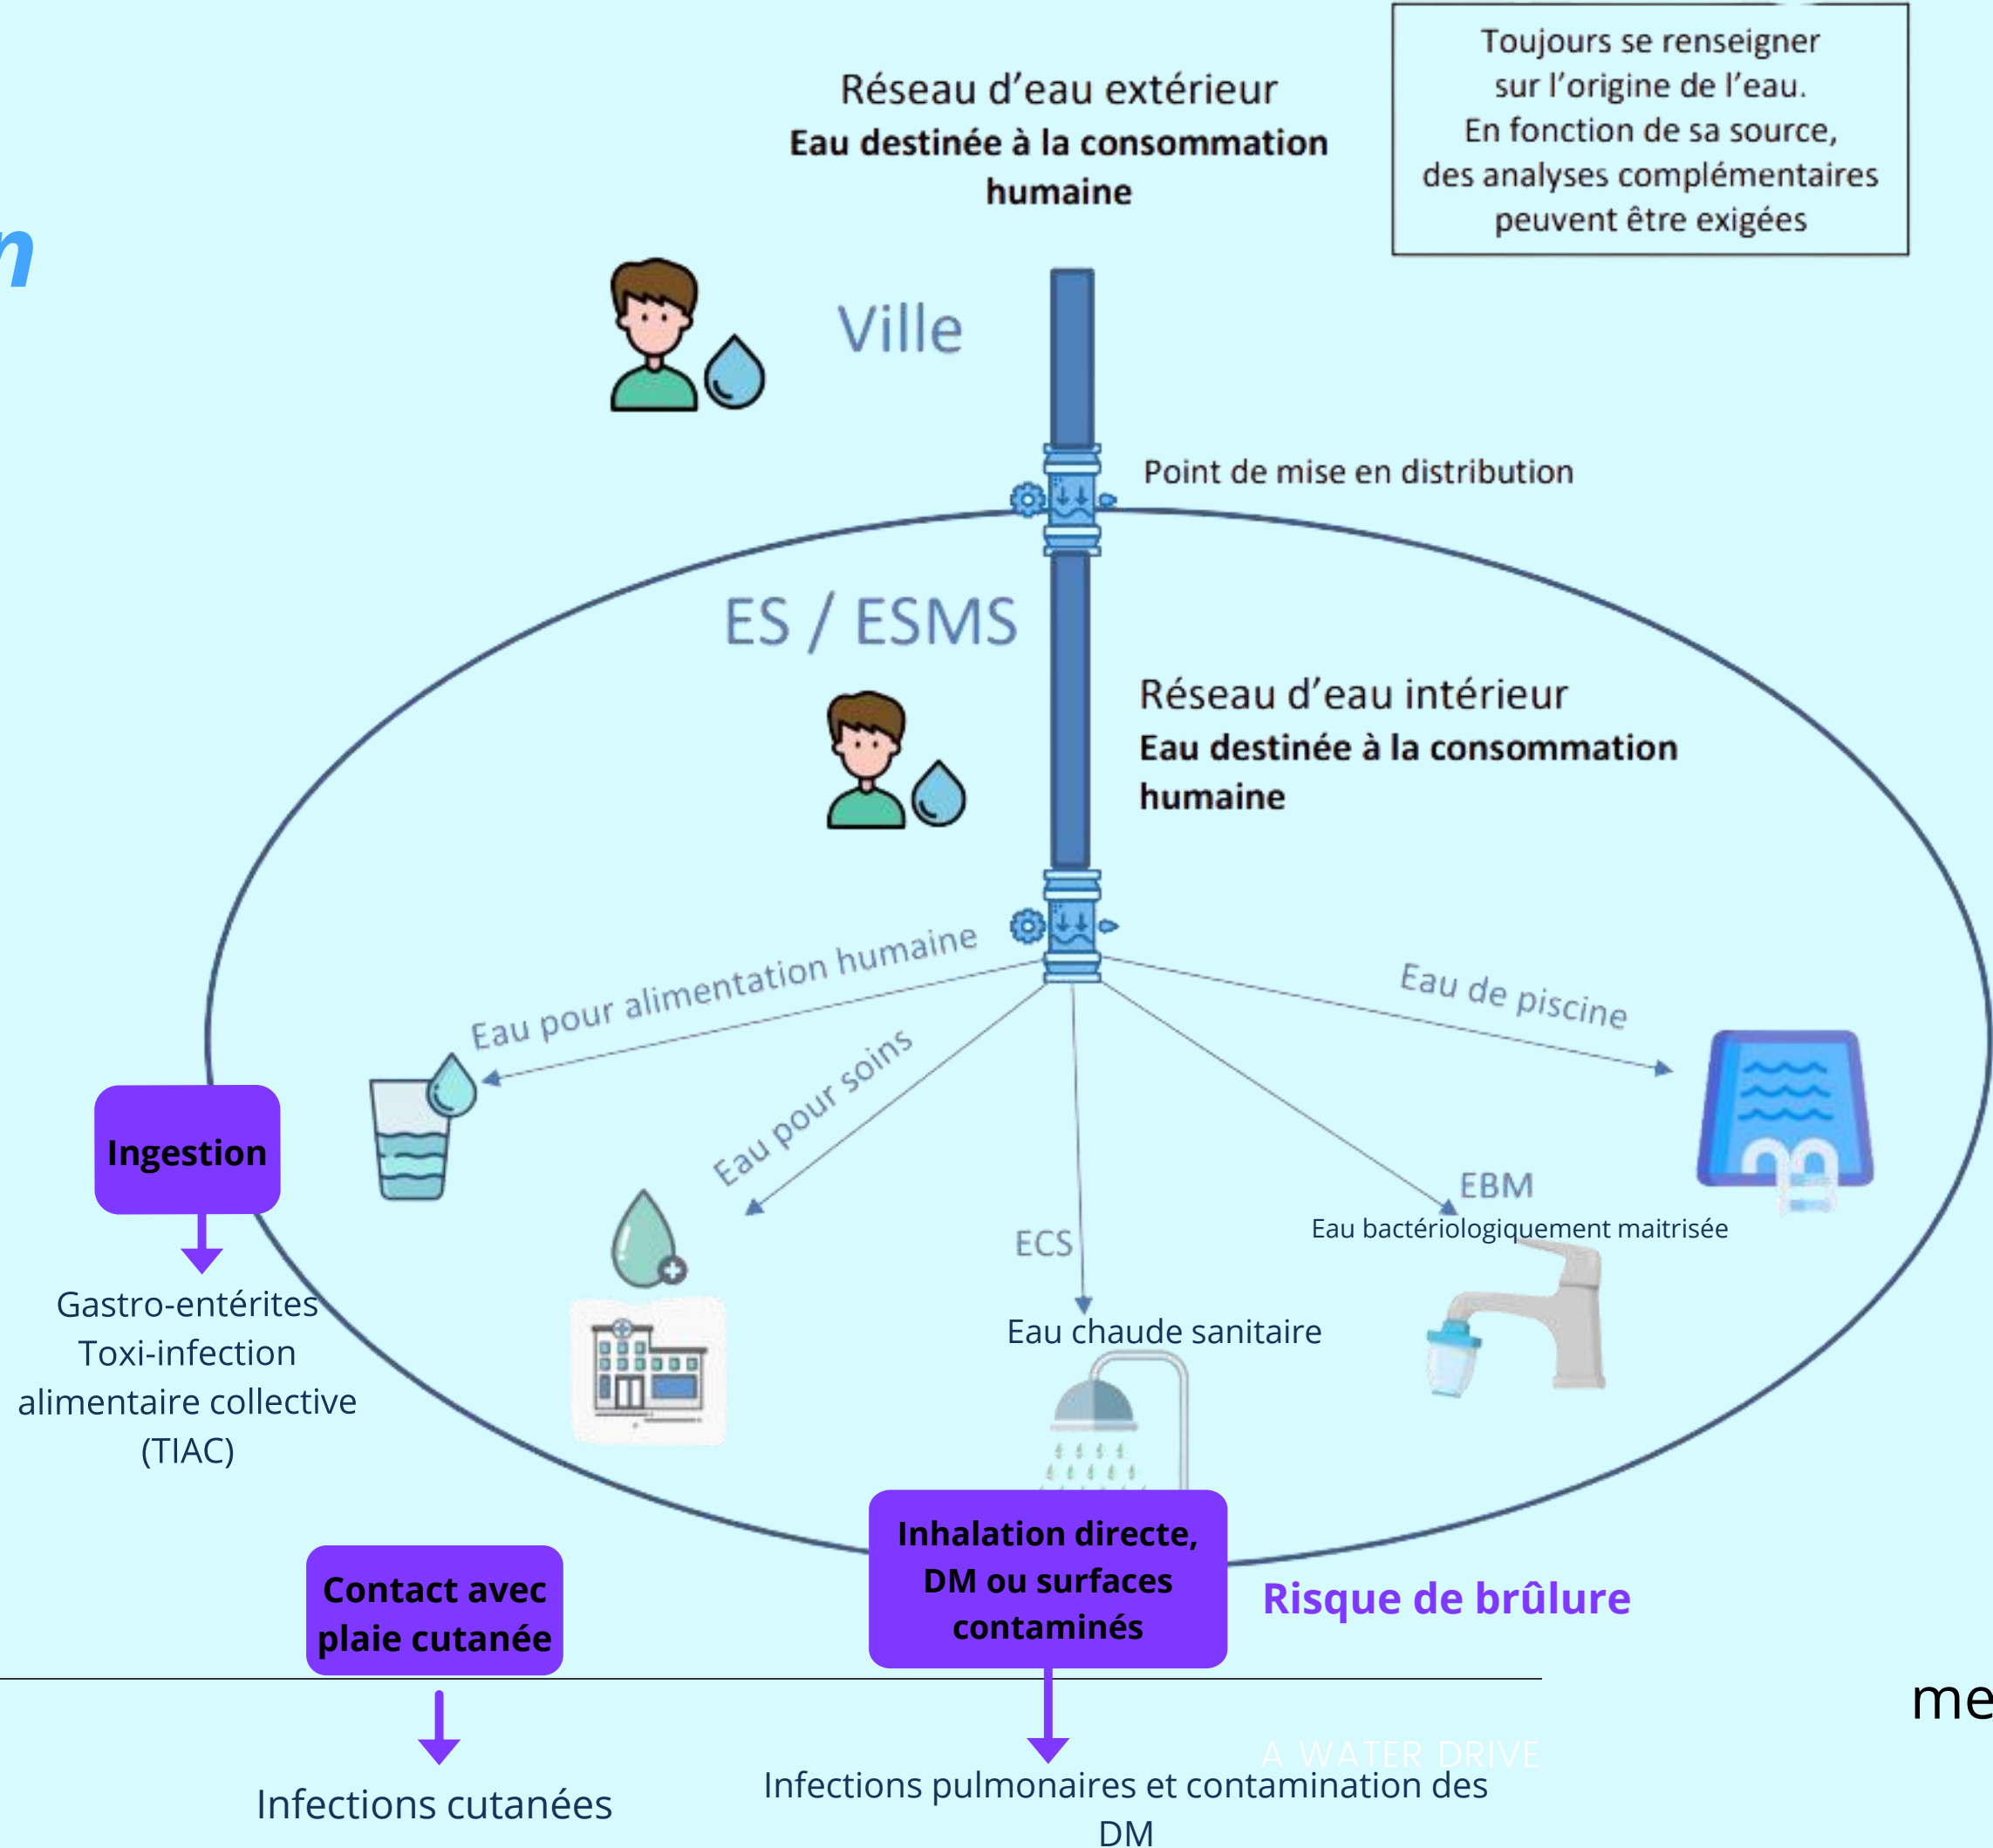 Toujours se renseigner
sur l'origine de l'eau.
En fonction de sa source,
des analyses complémentaires
peuvent être exigées
Réseau d'eau extérieur
Eau destinée à la consommation
humaine
n
Ville
Point de mise en distribution
ES / ESMS
Réseau d'eau intérieur
Eau destinée à la consommation
humaine
Eau pour alimentation humaine
Eau pour soins
ECS
Eau chaude sanitaire
EBM
Eau bactériologiquement maitrisée
Eau de piscine
Ingestion
Gastro-entérites
Toxi-infection
alimentaire collective
(TIAC)
Contact avec
plaie cutanée
Infections cutanées
Inhalation directe,
DM ou surfaces
contaminés
Risque de brûlure
me
A WATER DRIVE
Infections pulmonaires et contamination des
DM